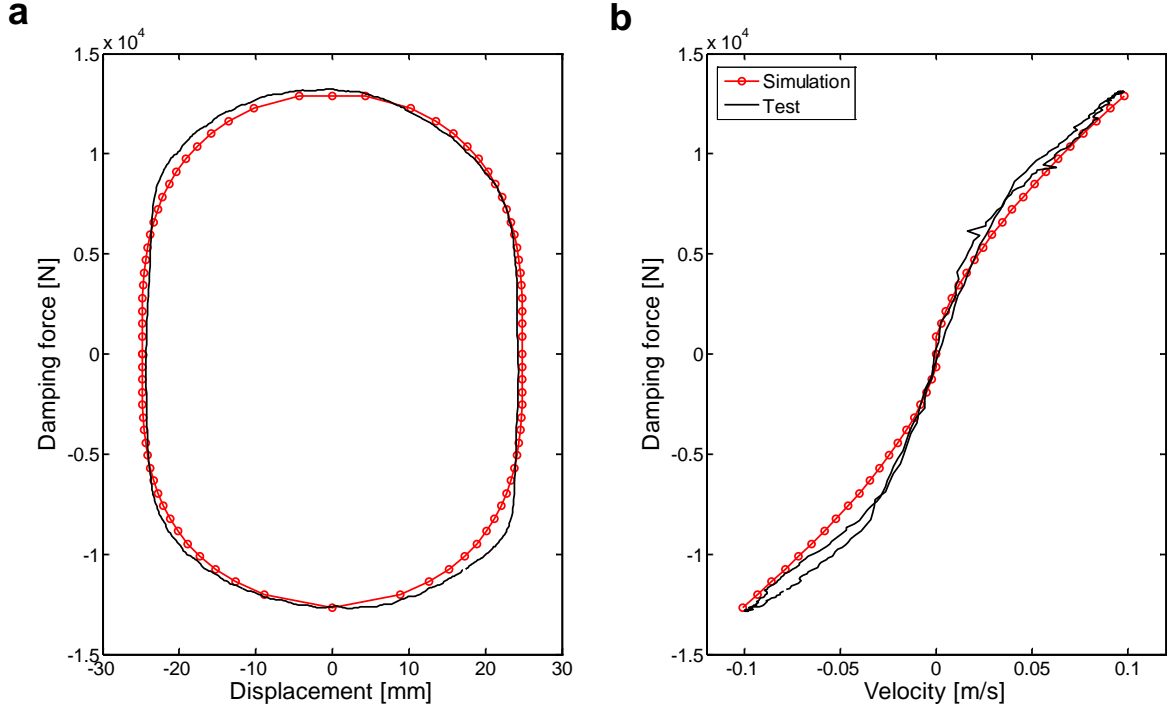 a
x 10^4
1.5
1
0.5
0
-0.5
-1
-1.5
-30
-20
-10
0
10
20
30
Damping force [N]
Displacement [mm]
b
x 10^4
1.5
1
0.5
0
-0.5
-1
-1.5
-0.1
-0.05
0
0.05
0.1
Damping force [N]
Velocity [m/s]
Simulation
Test